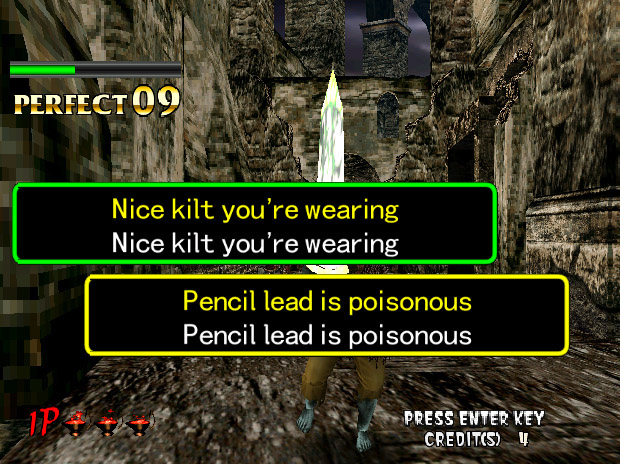 PERFECT 09
Nice kilt you're wearing
Nice kilt you're wearing
Pencil lead is poisonous
Pencil lead is poisonous
1P
PRESS ENTER KEY
CREDIT(S) 4